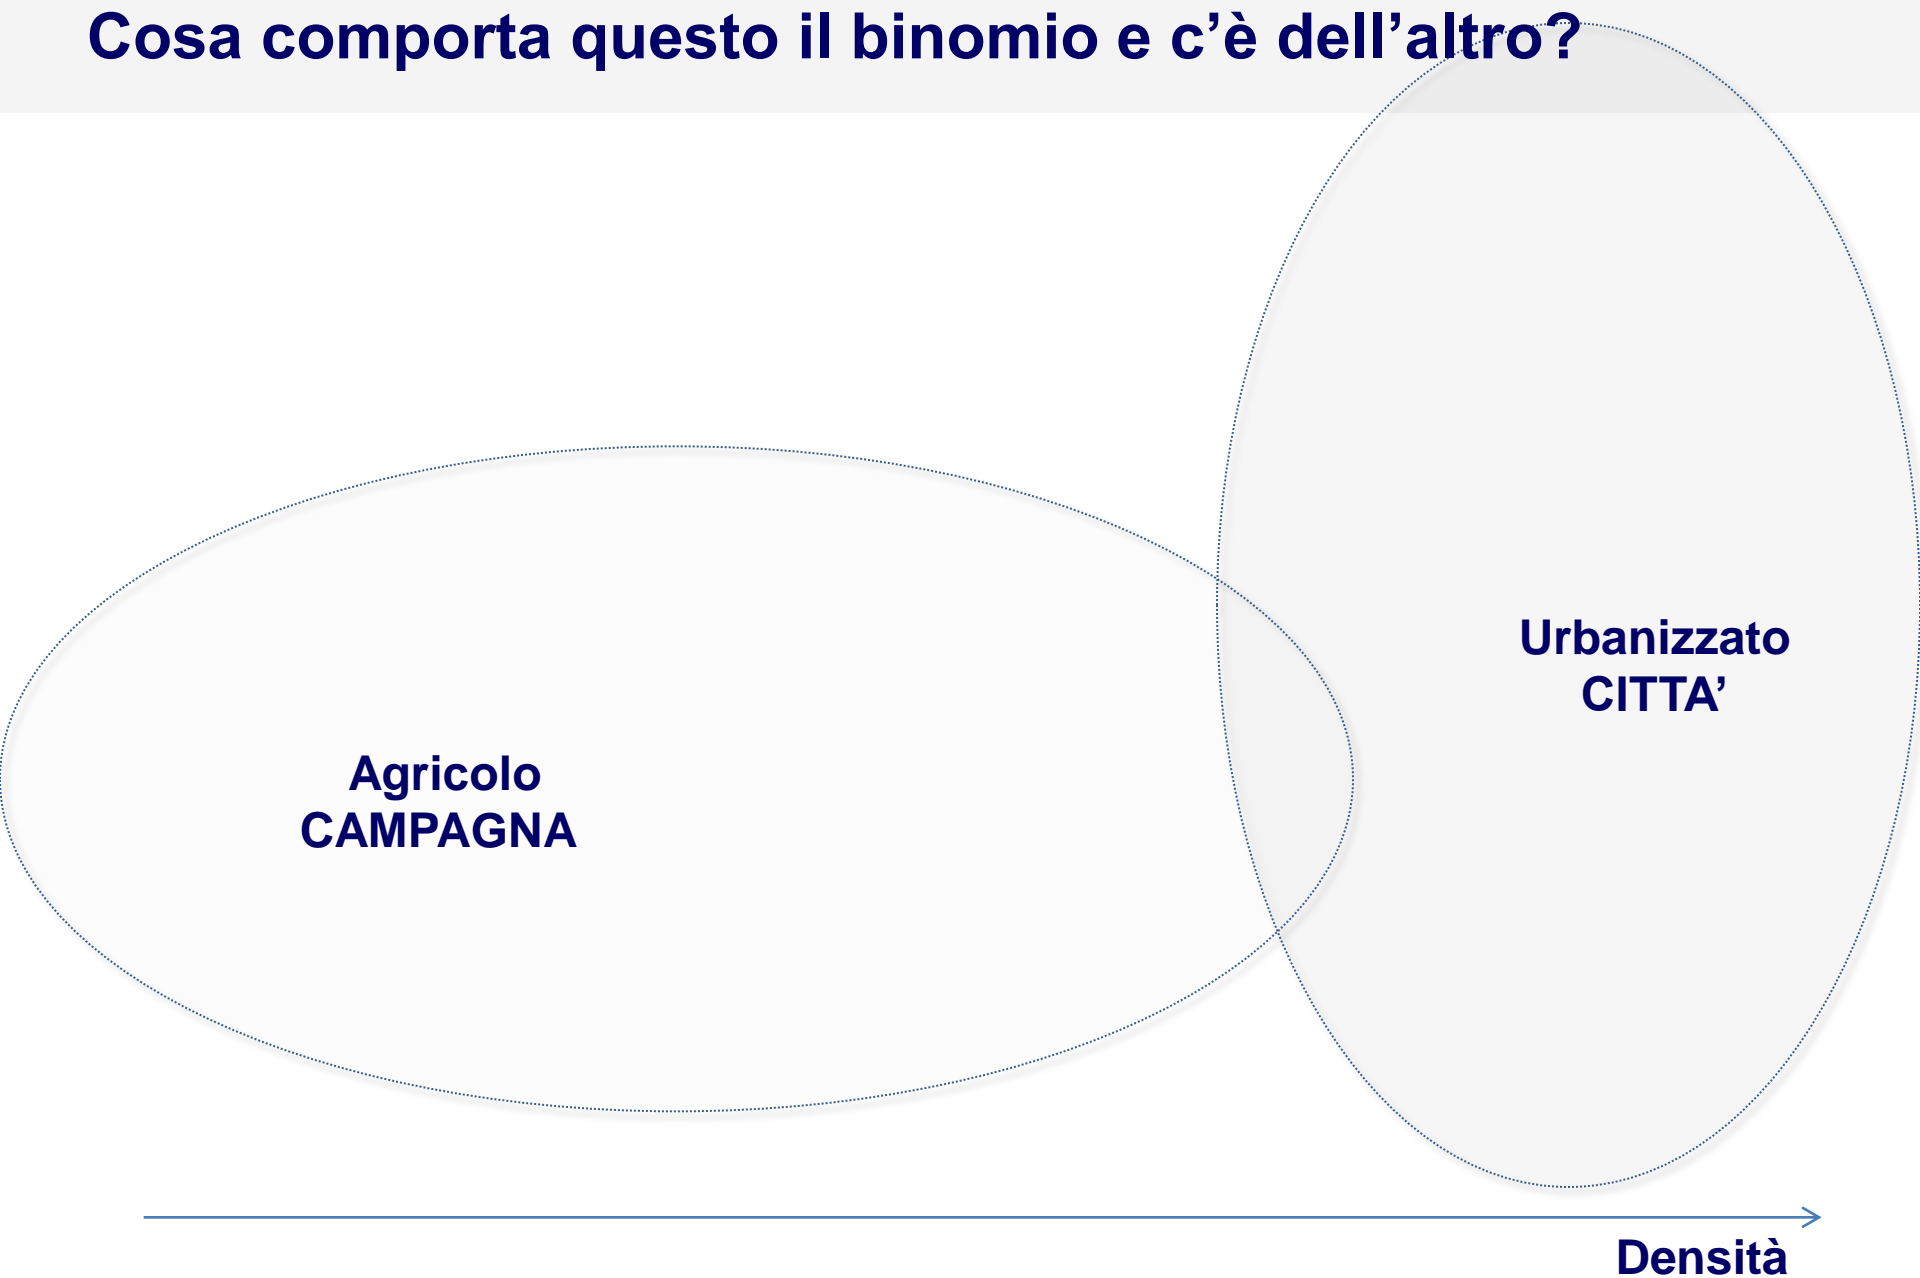 Cosa comporta questo il binomio e c’è dell’altro?
Urbanizzato
CITTA’
Agricolo
CAMPAGNA
Densità